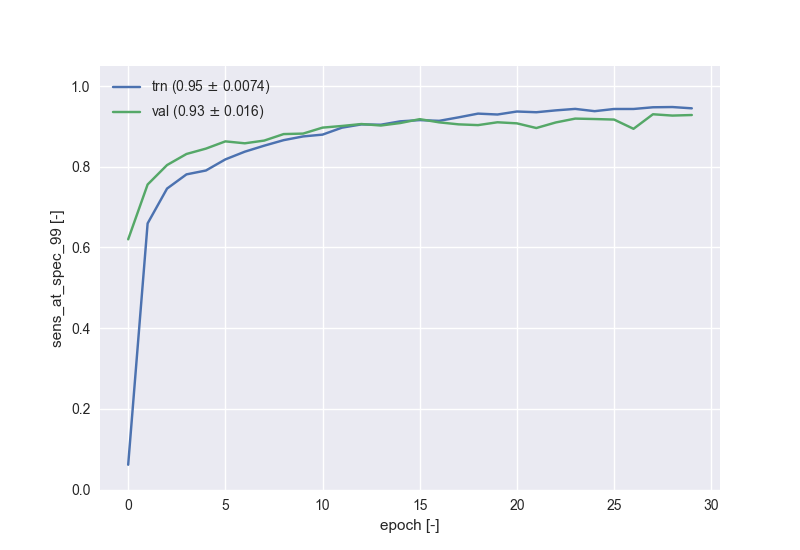 trn (0.95 ± 0.0074)
val (0.93 ± 0.016)
1.0
0.8
0.6
0.4
0.2
0.0
sens_at_spec_99 [-]
0 5 10 15 20 25 30
epoch [-]